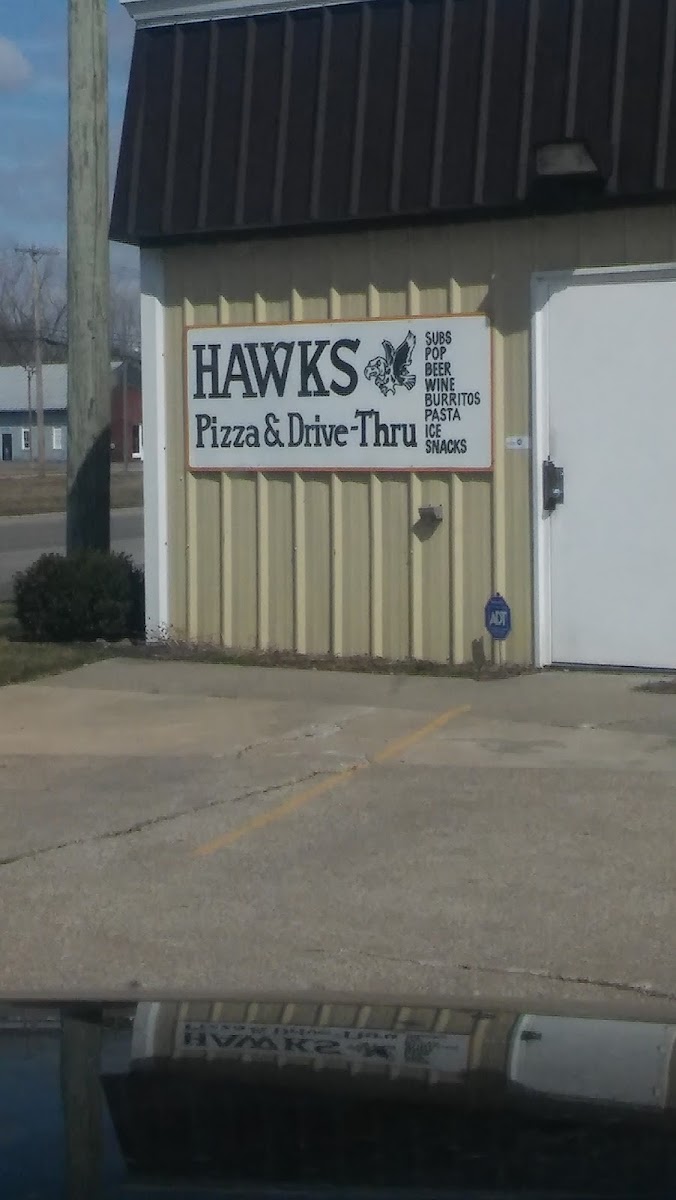 HAWKS
Pizza & Drive-Thru
SUBS
POP
BEER
WINE
BURRITOS
PASTA
ICE
SNACKS
ADT